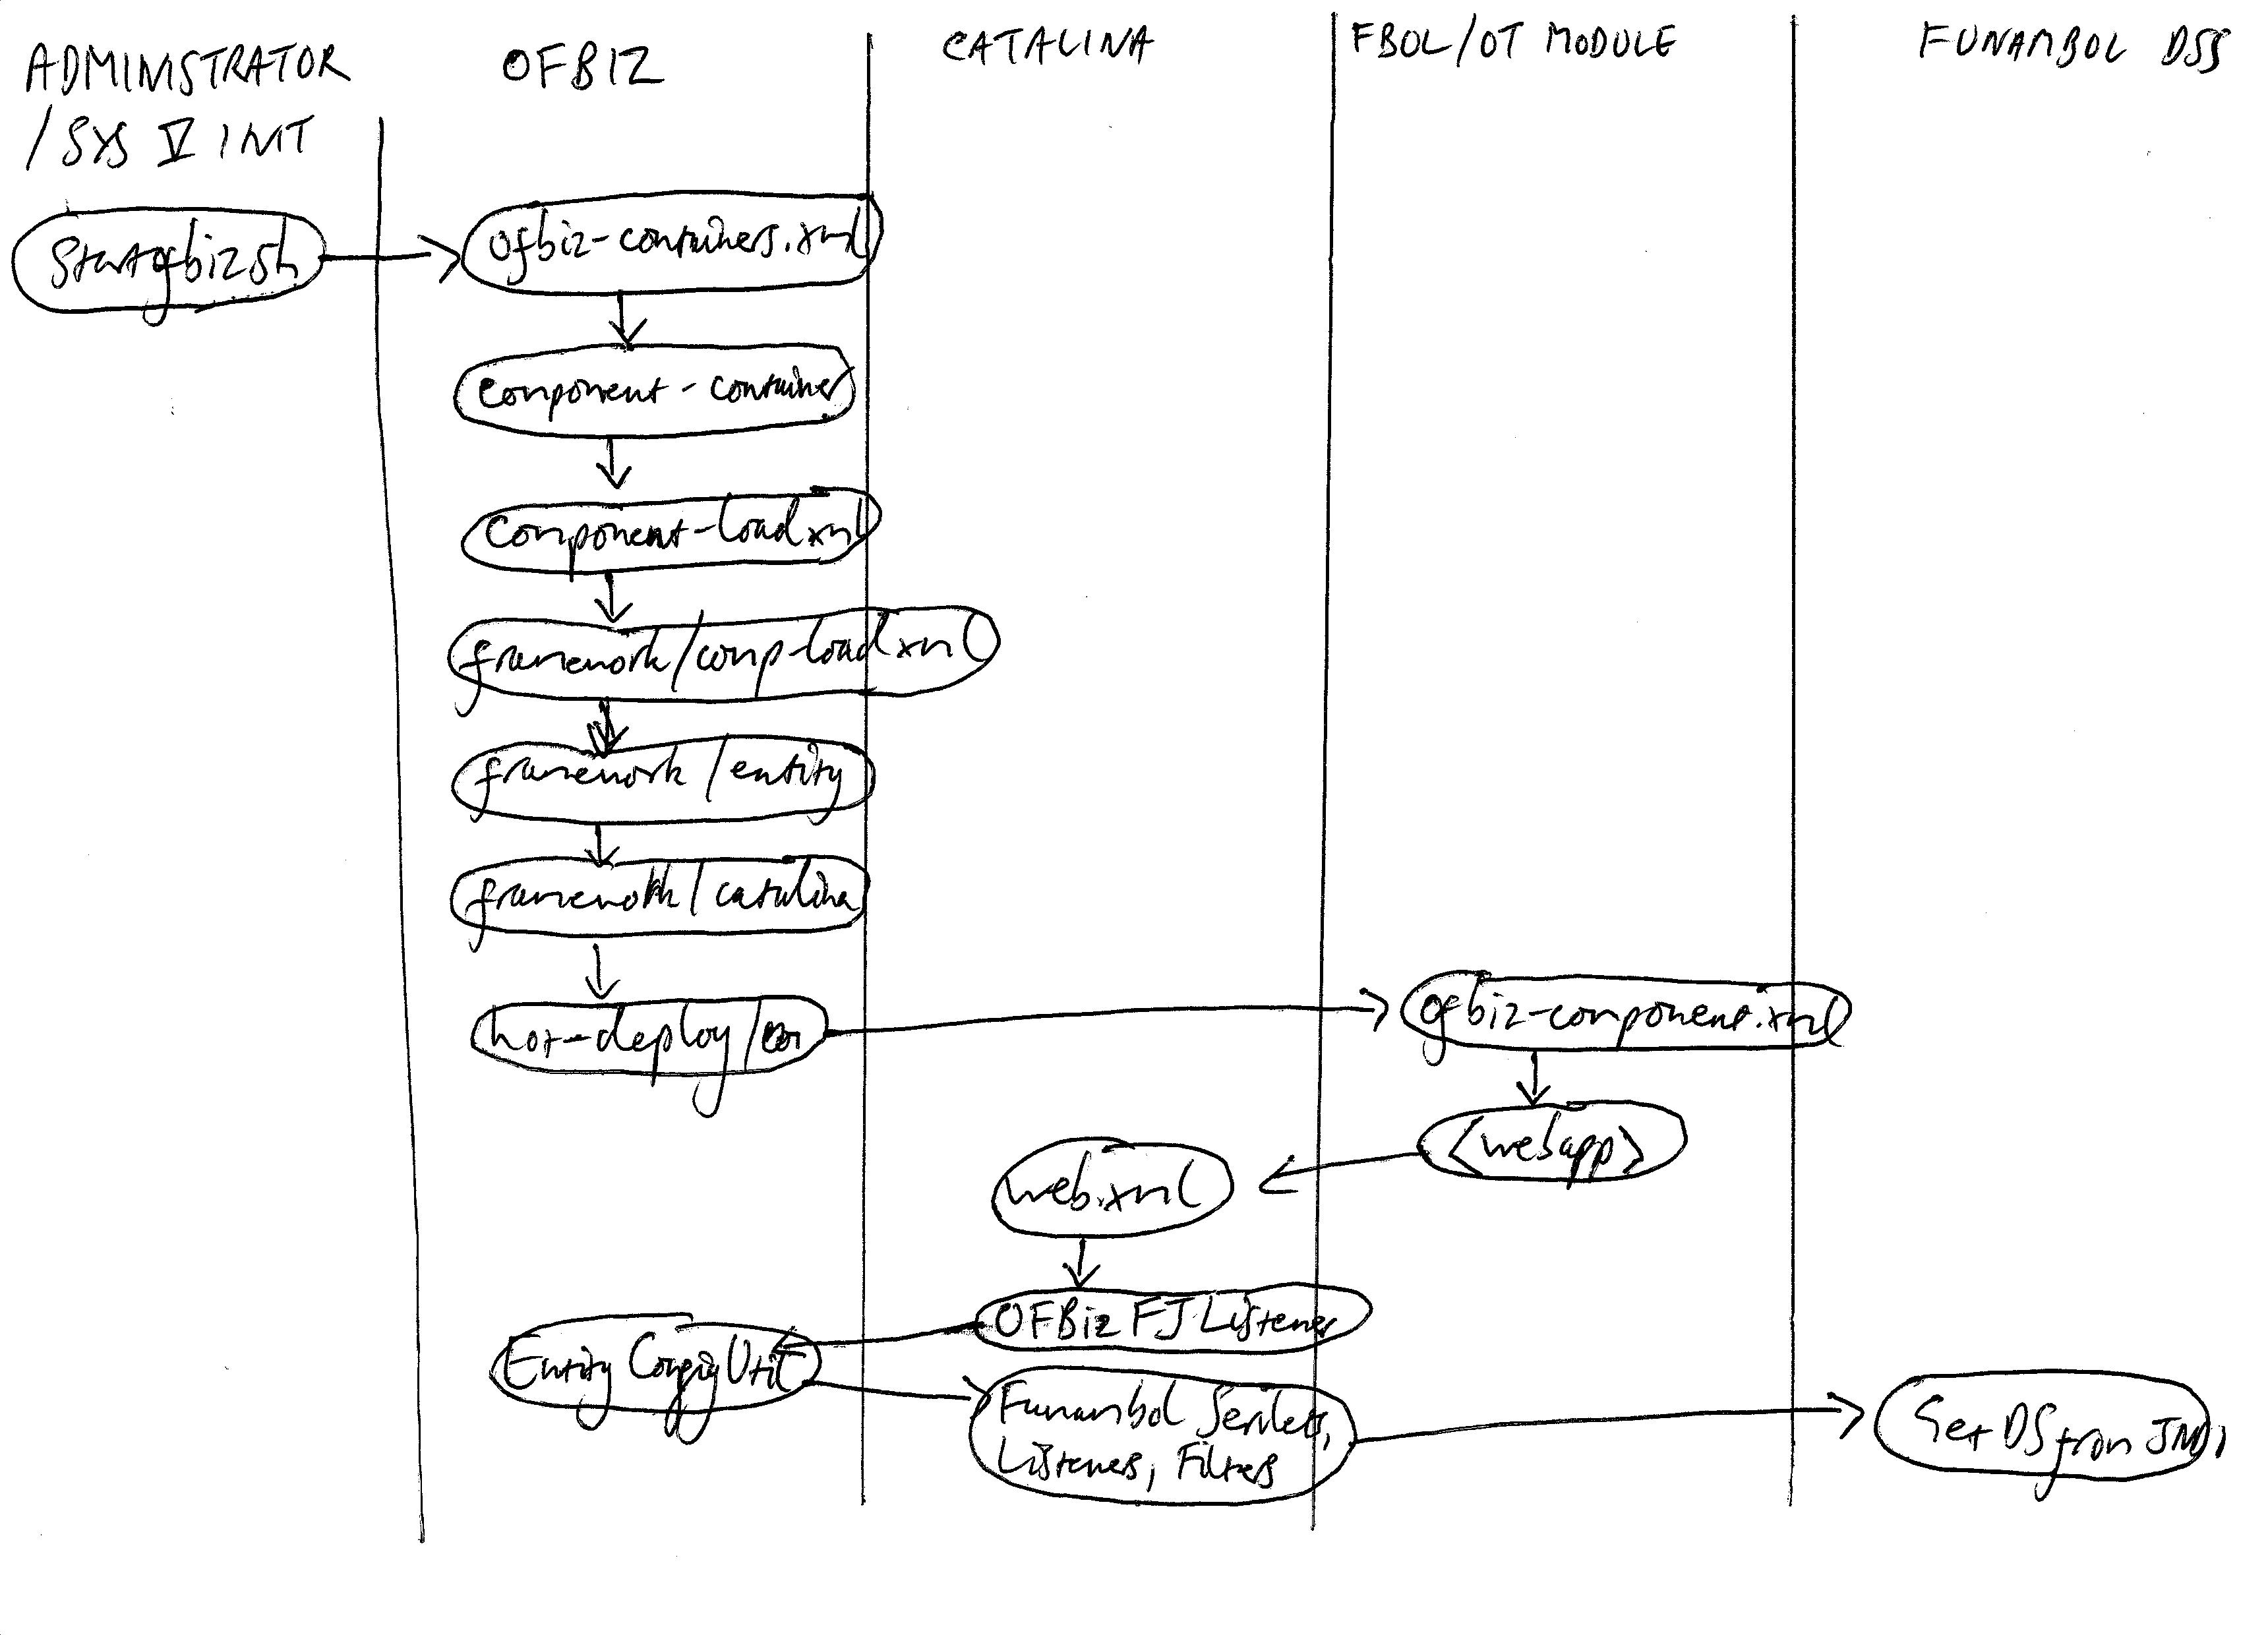 ADMINISTRATOR
/ SYS V INIT
OFBIZ
CATALINA
FBOL/OT MODULE
FUNAMBOL DSS
startofbiz.sh
ofbiz-containers.xml
component-container
component-load.xml
framework/comp-load.xml
framework/entity
framework/catalina
hot-deploy/
ofbiz-component.xml
<webapp>
web.xml
OFBiz FJ Listener
Entity ConfigUtil
Funambol Servlets,
Listeners, Filters
Get DS from JNDI